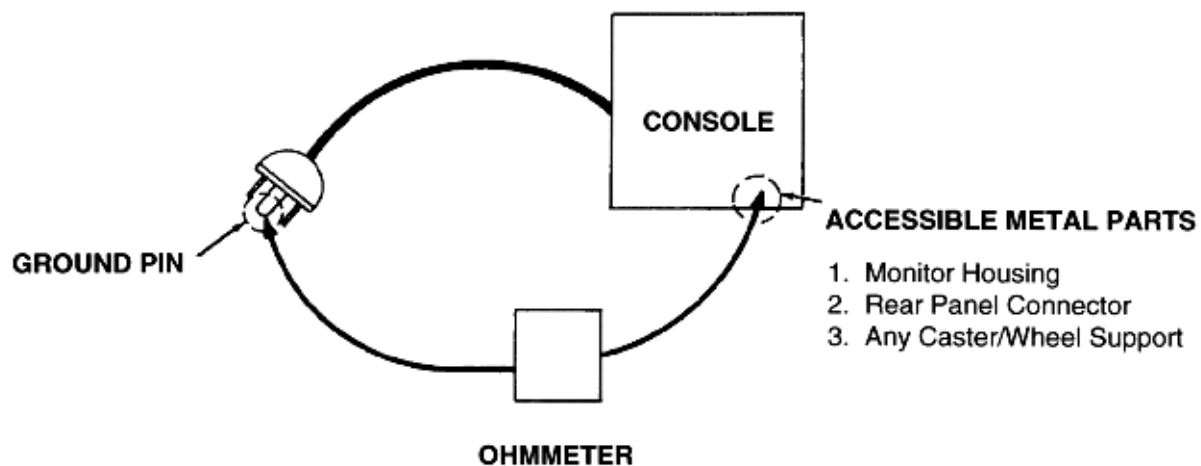 CONSOLE
GROUND PIN
ACCESSIBLE METAL PARTS
1. Monitor Housing
2. Rear Panel Connector
3. Any Caster/Wheel Support
OHMMETER